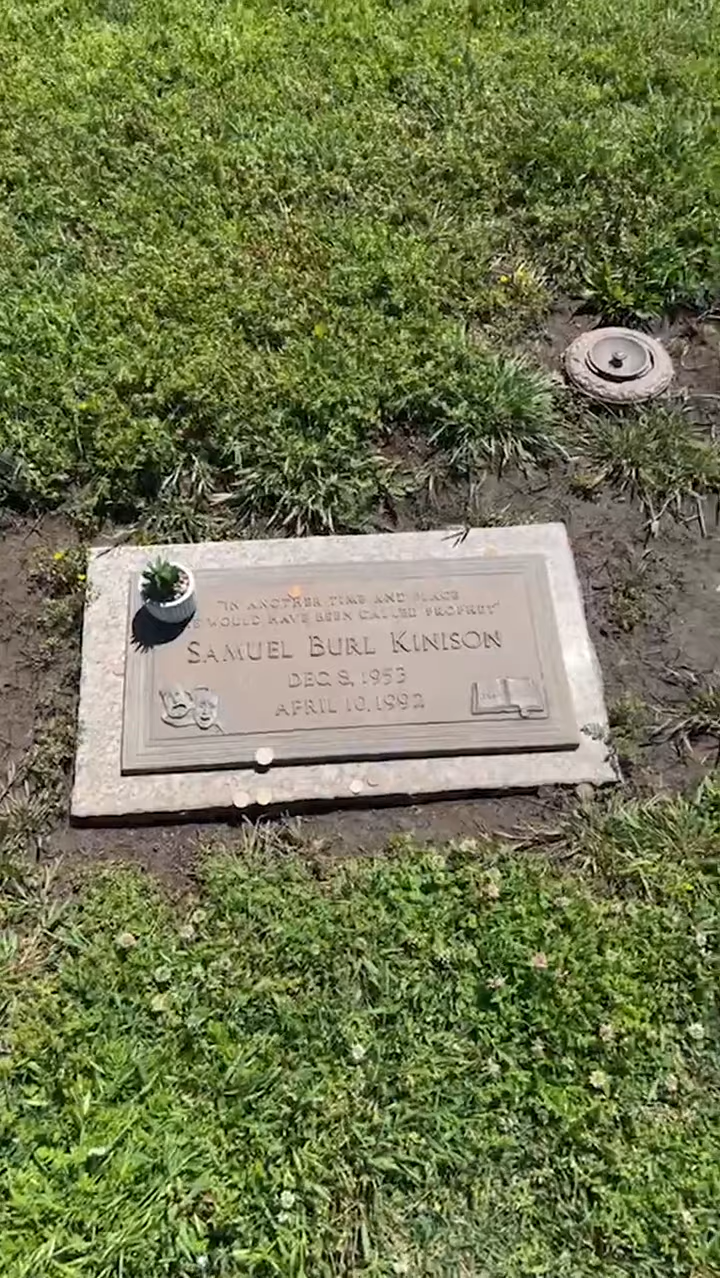 "IN ANOTHER TIME AND PLACE
WOULD HAVE BEEN CALLED PROPHET"
SAMUEL BURL KINISON
DEC. 8, 1953
APRIL 10, 1992